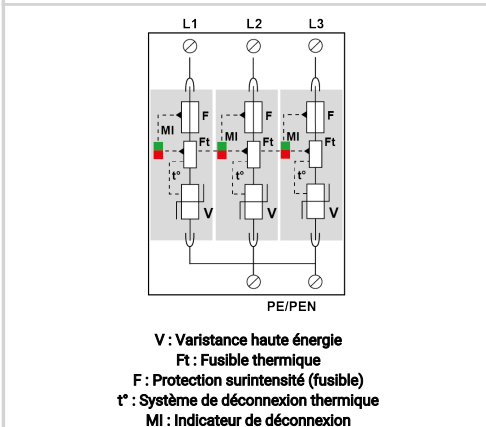 L1 L2 L3
F F F
MI MI MI
Ft Ft Ft
t° t° t°
V V V
PE/PEN
V : Varistance haute énergie
Ft : Fusible thermique
F : Protection surintensité (fusible)
t° : Système de déconnexion thermique
MI : Indicateur de déconnexion